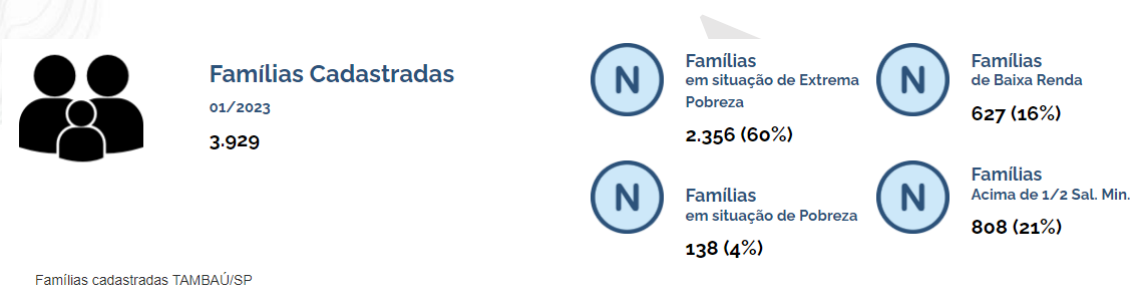 Famílias Cadastradas
01/2023
3.929
N
Famílias
em situação de Extrema
Pobreza
2.356 (60%)
N
Famílias
de Baixa Renda
627 (16%)
N
Famílias
em situação de Pobreza
138 (4%)
N
Famílias
Acima de 1/2 Sal. Min.
808 (21%)
Famílias cadastradas TAMBAÚ/SP